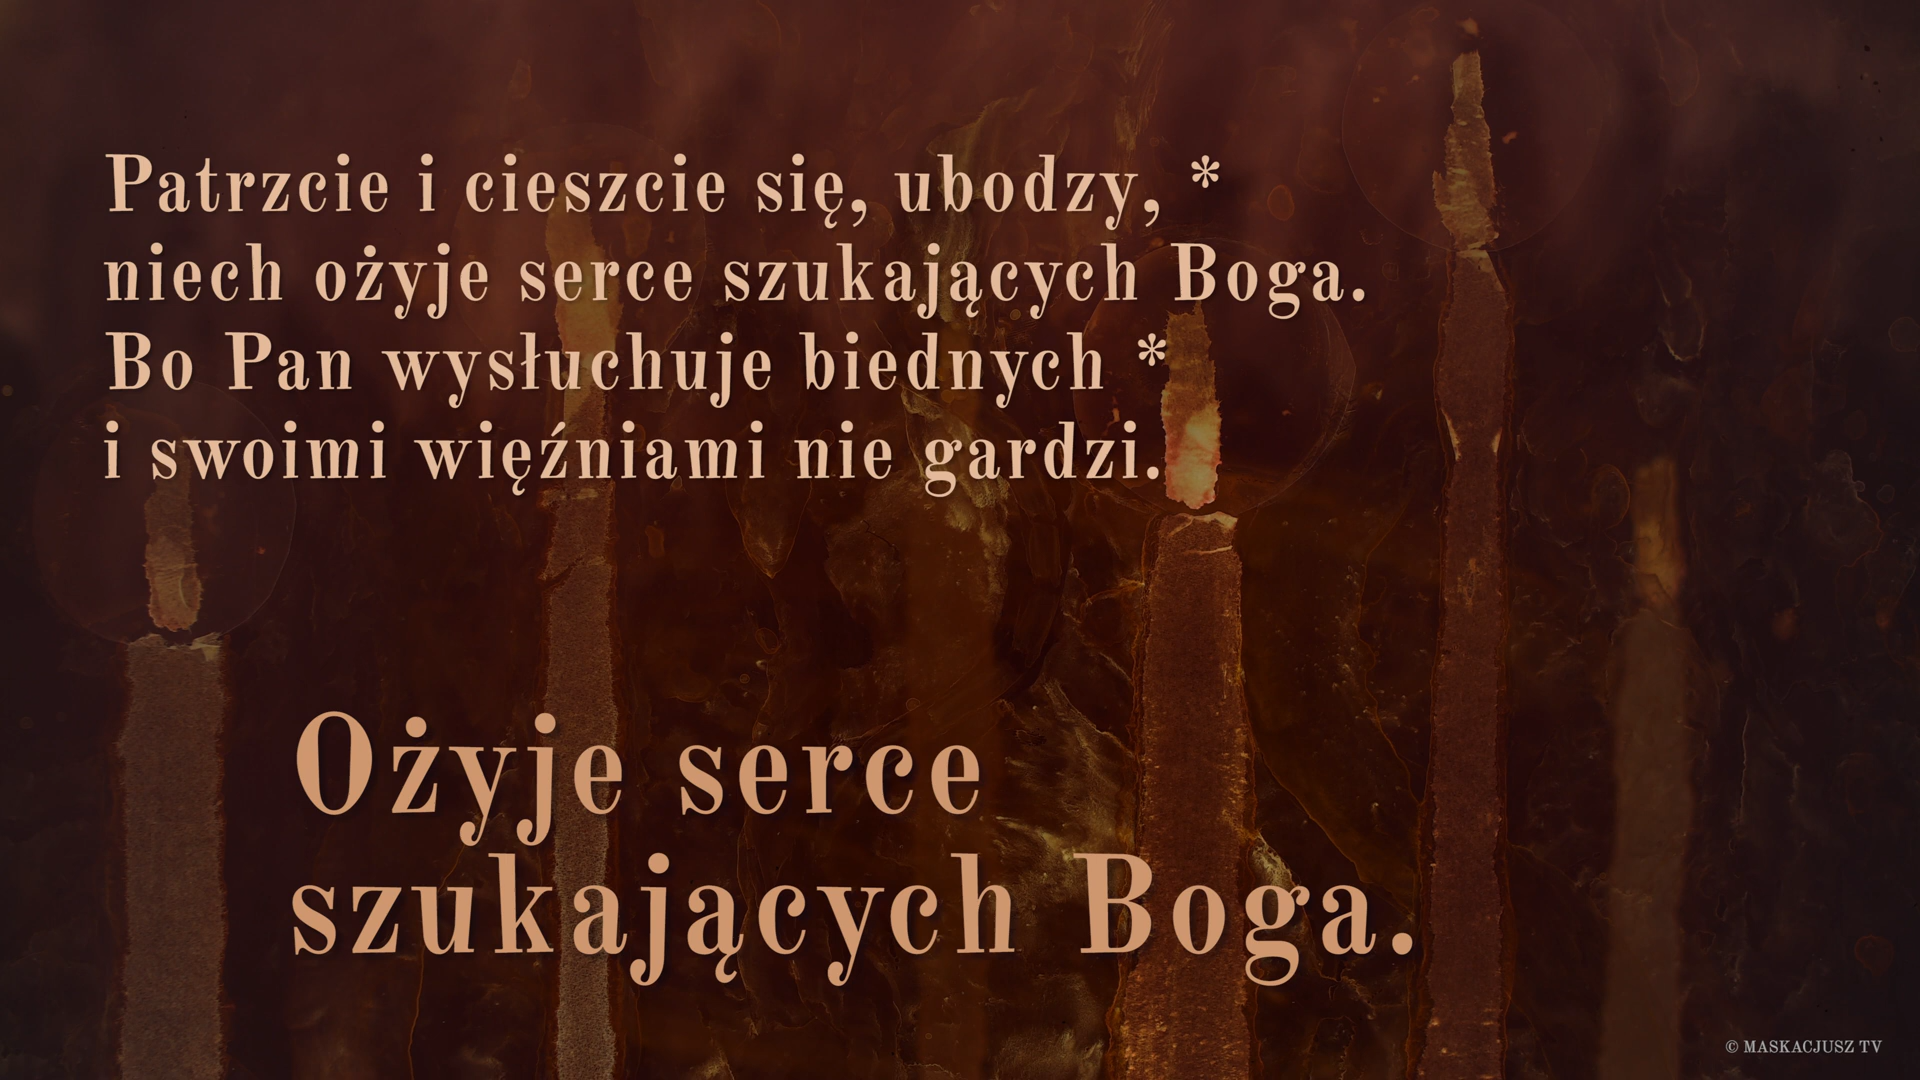 Patrzcie i cieszcie się, ubodzy, *
niech ożyje serce szukających Boga.
Bo Pan wysłuchuje biednych *
i swoimi więźniami nie gardzi.
Ożyje serce
szukających Boga.
© MASKACJUSZ TV